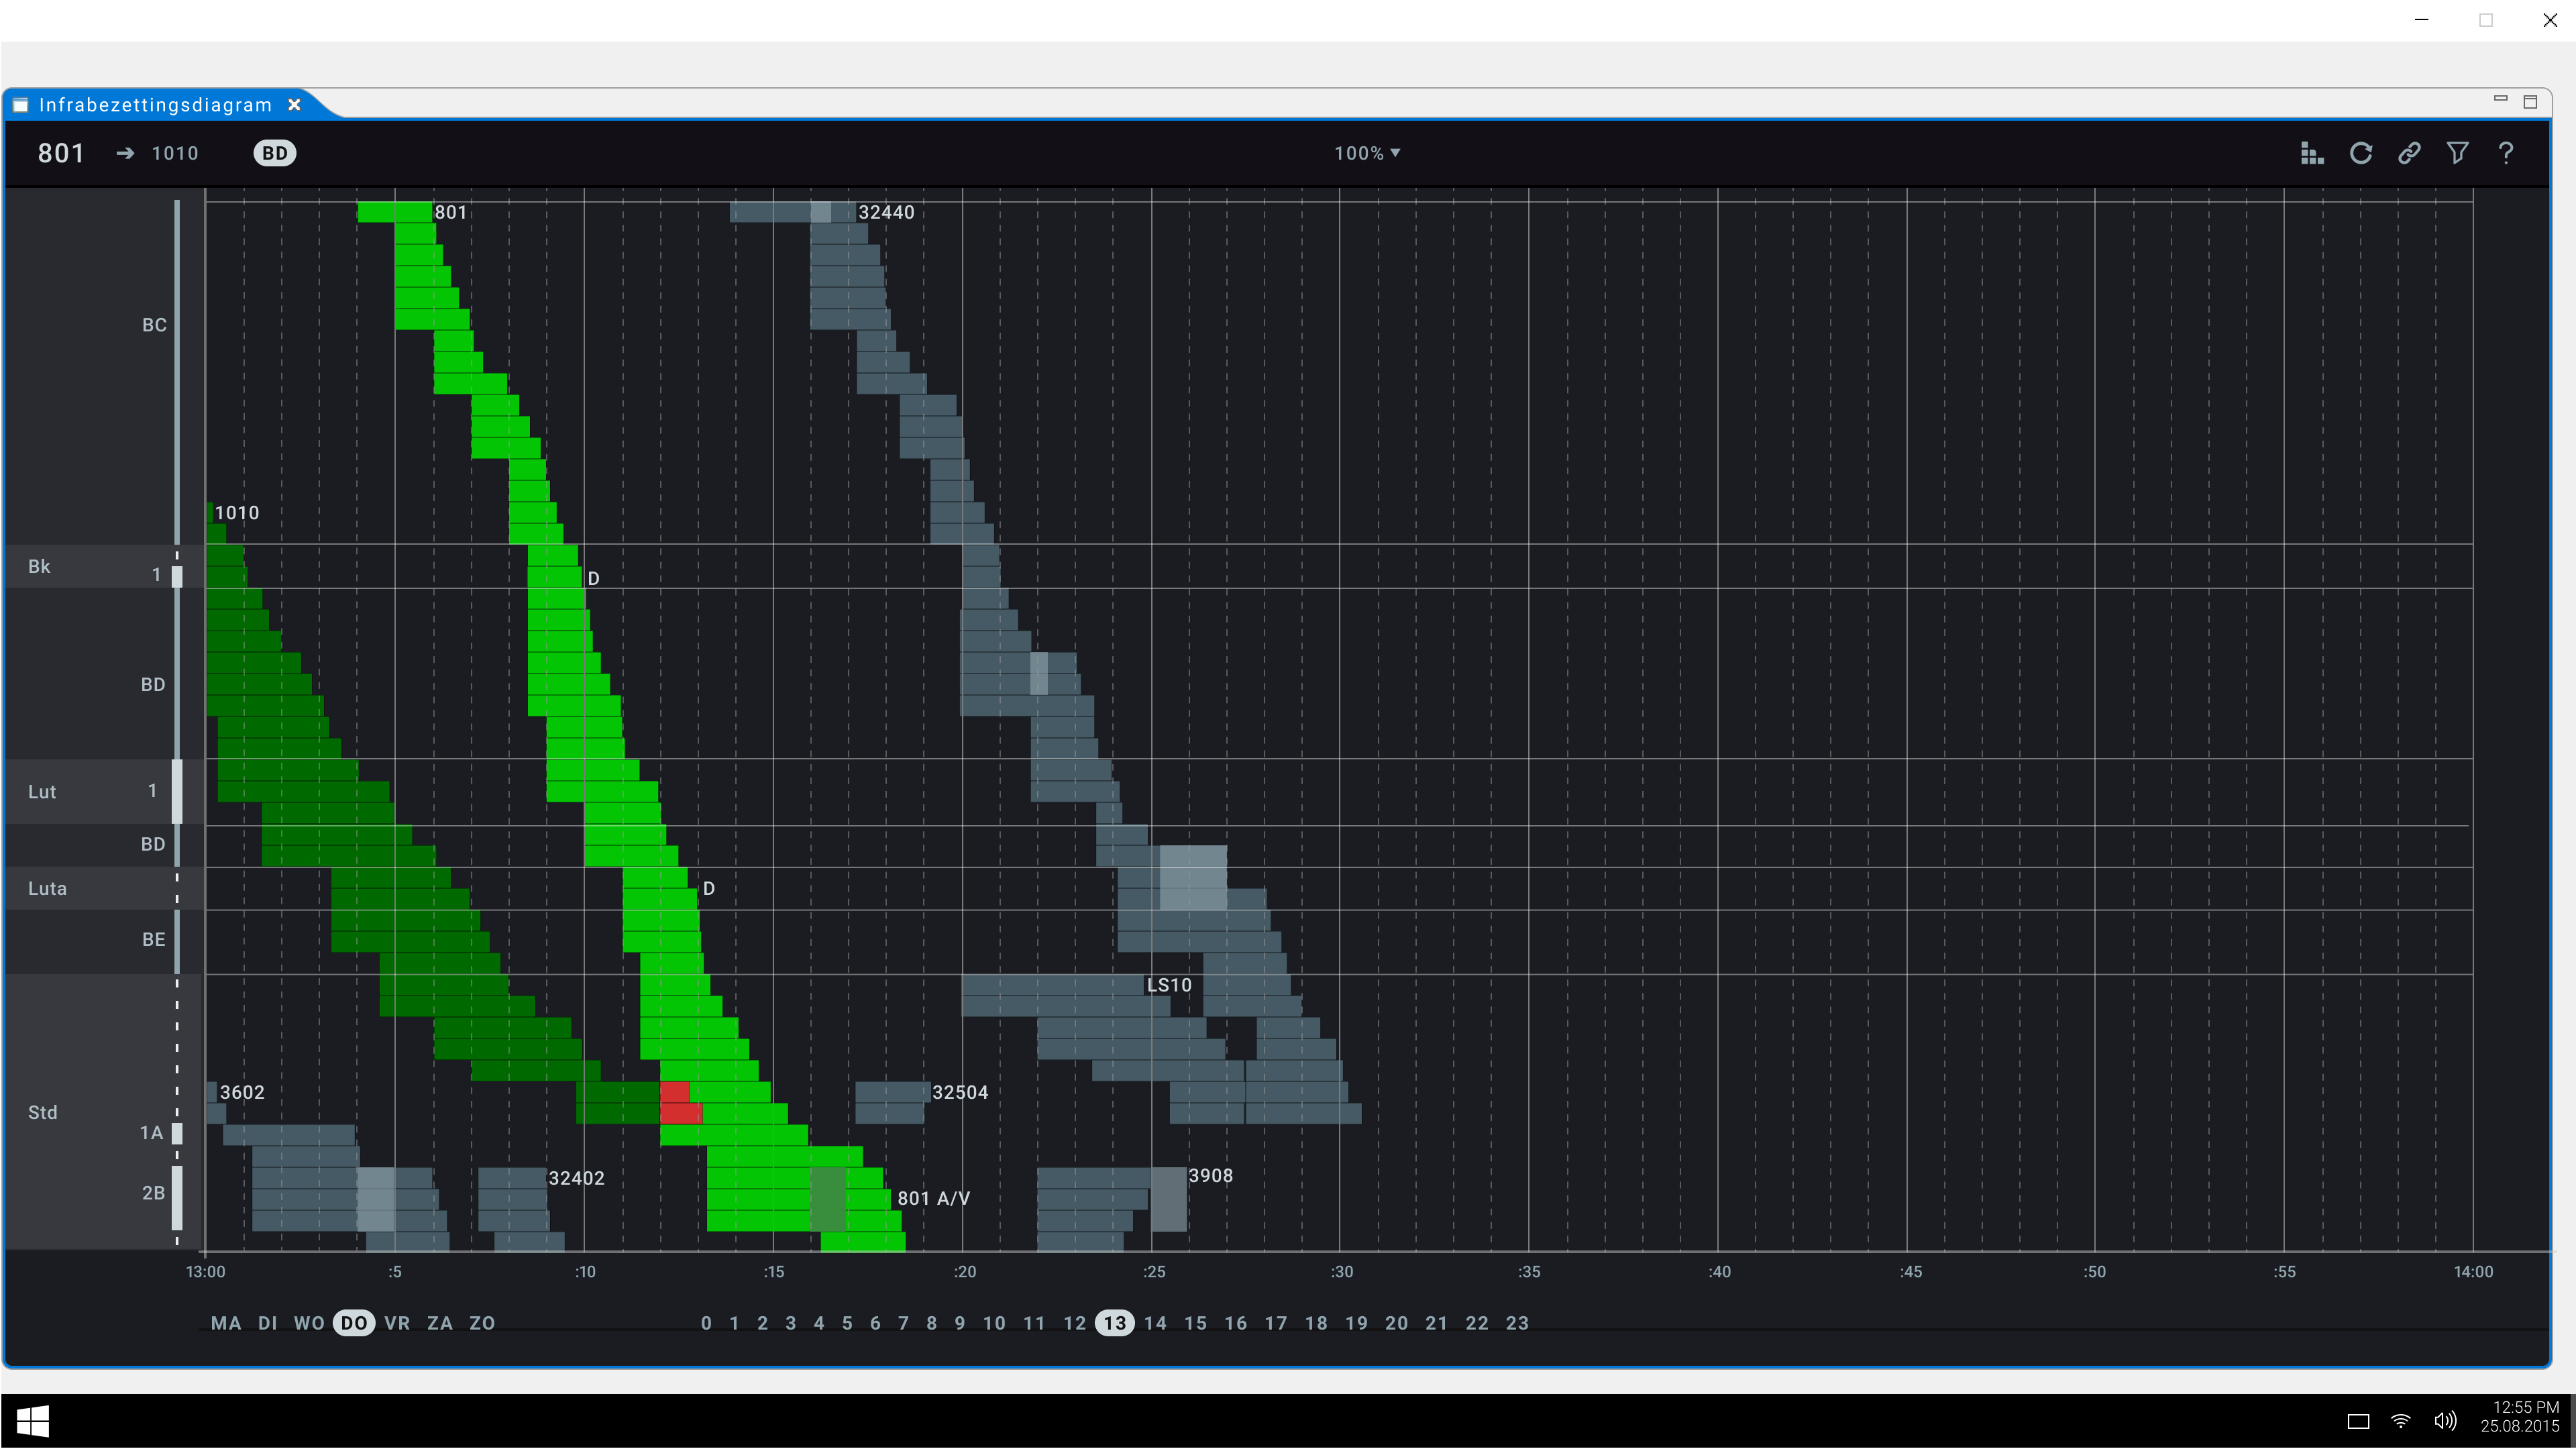 Infrabezettingsdiagram
801 → 1010 BD 100%
801 32440
BC
1010
Bk 1
D
BD
Lut 1
BD
Luta D
BE
LS10
3602 32504
Std
1A
32402 3908
2B 801 A/V
13:00 :5 :10 :15 :20 :25 :30 :35 :40 :45 :50 :55 14:00
MA DI WO DO VR ZA ZO 0 1 2 3 4 5 6 7 8 9 10 11 12 13 14 15 16 17 18 19 20 21 22 23
12:55 PM
25.08.2015